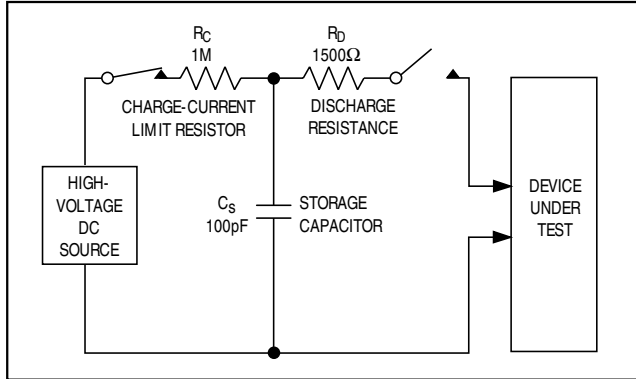 RC
1M
CHARGE-CURRENT
LIMIT RESISTOR
RD
1500Ω
DISCHARGE
RESISTANCE
HIGH-
VOLTAGE
DC
SOURCE
CS
100pF
STORAGE
CAPACITOR
DEVICE
UNDER
TEST